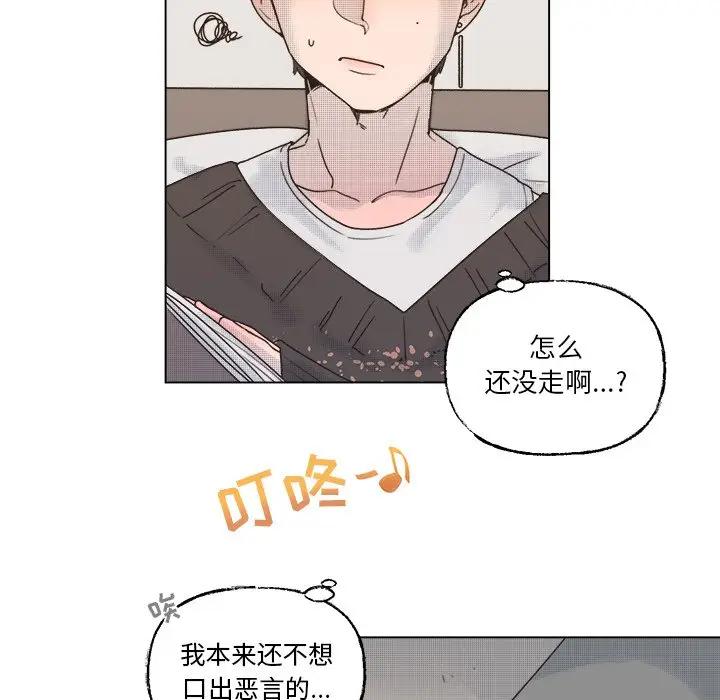 怎么
还没走啊...?
叮咚-♪
唉
我本来还不想
口出恶言的...